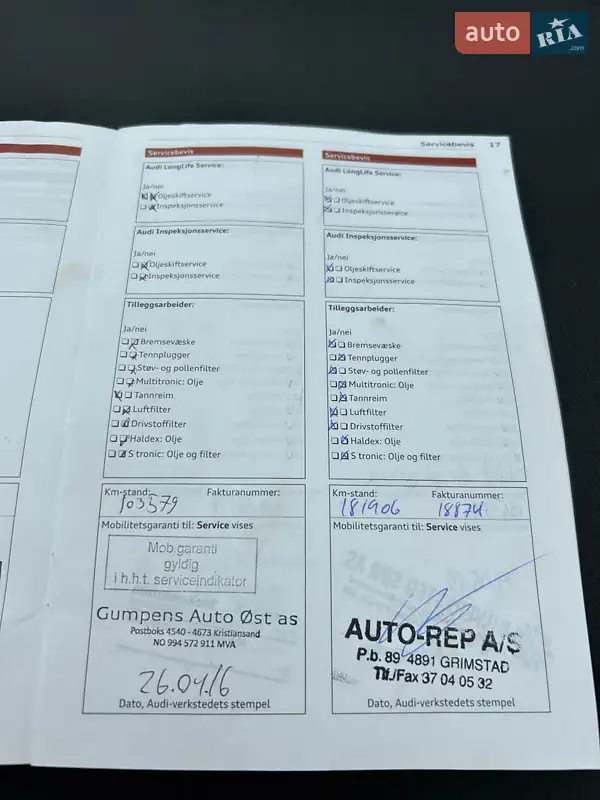 auto RIA.com
Servicebevis 17
Servicebevis
Audi LongLife Service:
Ja/nei
Oljeskiftservice
Inspeksjonsservice
Audi Inspeksjonsservice:
Ja/nei
Oljeskiftservice
Inspeksjonsservice
Tilleggsarbeider:
Ja/nei
Bremsevæske
Tennplugger
Støv- og pollenfilter
Multitronic: Olje
Tannreim
Luftfilter
Drivstoffilter
Haldex: Olje
S tronic: Olje og filter
Km-stand: Fakturanummer:
103579
Mobilitetsgaranti til: Service vises
Mob garanti
gyldig
i h.h.t. serviceindikator
Gumpens Auto Øst as
Postboks 4540 - 4673 Kristiansand
NO 994 572 911 MVA
26.04.16
Dato, Audi-verkstedets stempel
Servicebevis
Audi LongLife Service:
Ja/nei
Oljeskiftservice
Inspeksjonsservice
Audi Inspeksjonsservice:
Ja/nei
Oljeskiftservice
Inspeksjonsservice
Tilleggsarbeider:
Ja/nei
Bremsevæske
Tennplugger
Støv- og pollenfilter
Multitronic: Olje
Tannreim
Luftfilter
Drivstoffilter
Haldex: Olje
S tronic: Olje og filter
Km-stand: Fakturanummer:
181906 18874
Mobilitetsgaranti til: Service vises
AUTO-REP A/S
P.b. 89 4891 GRIMSTAD
Tlf./Fax 37 04 05 32
Dato, Audi-verkstedets stempel